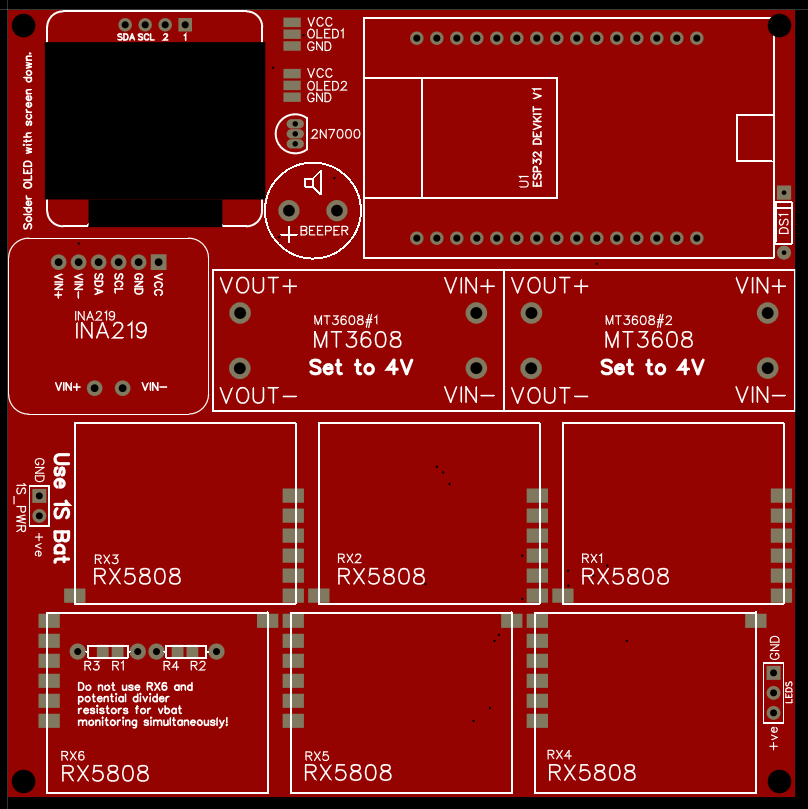 SDA SCL 2 1
Solder OLED with screen down.
VCC
OLED1
GND
VCC
OLED2
GND
2N7000
+
BEEPER
U1
ESP32 DEVKIT V1
DS1
VIN+ VIN- SDA SCL GND VCC
INA219
INA219
VIN+ VIN-
VOUT+ VIN+
MT3608#1
MT3608
Set to 4V
VOUT- VIN-
VOUT+ VIN+
MT3608#2
MT3608
Set to 4V
VOUT- VIN-
GND
1S_PWR
+ve
Use 1S Bat
RX3
RX5808
RX2
RX5808
RX1
RX5808
R3 R1 R4 R2
Do not use RX6 and
potential divider
resistors for vbat
monitoring simultaneously!
RX6
RX5808
RX5
RX5808
RX4
RX5808
GND
LEDS
+ve